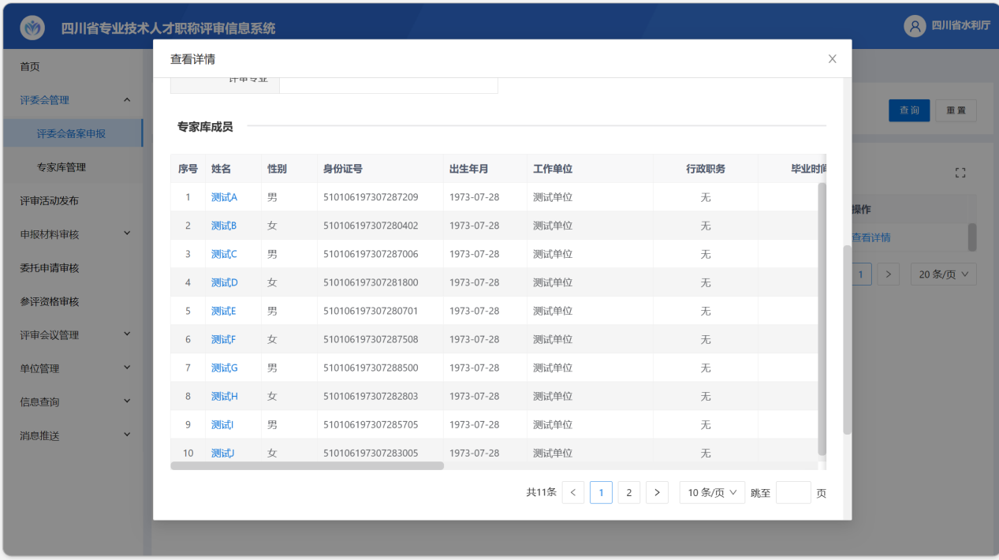 四川省专业技术人才职称评审信息系统
四川省水利厅
首页
评委会管理
评委会备案申报
专家库管理
评审活动发布
申报材料审核
委托申请审核
参评资格审核
评审会议管理
单位管理
信息查询
消息推送
查询 重置
操作
查看详情
1 > 20 条/页
查看详情
评审专业
专家库成员
序号 姓名 性别 身份证号 出生年月 工作单位 行政职务 毕业时间
1 测试A 男 510106197307287209 1973-07-28 测试单位 无
2 测试B 女 510106197307280402 1973-07-28 测试单位 无
3 测试C 男 510106197307287006 1973-07-28 测试单位 无
4 测试D 女 510106197307281800 1973-07-28 测试单位 无
5 测试E 男 510106197307280701 1973-07-28 测试单位 无
6 测试F 女 510106197307287508 1973-07-28 测试单位 无
7 测试G 男 510106197307288500 1973-07-28 测试单位 无
8 测试H 女 510106197307282803 1973-07-28 测试单位 无
9 测试I 男 510106197307285705 1973-07-28 测试单位 无
10 测试J 女 510106197307283005 1973-07-28 测试单位 无
共11条 < 1 2 > 10 条/页 跳至 页